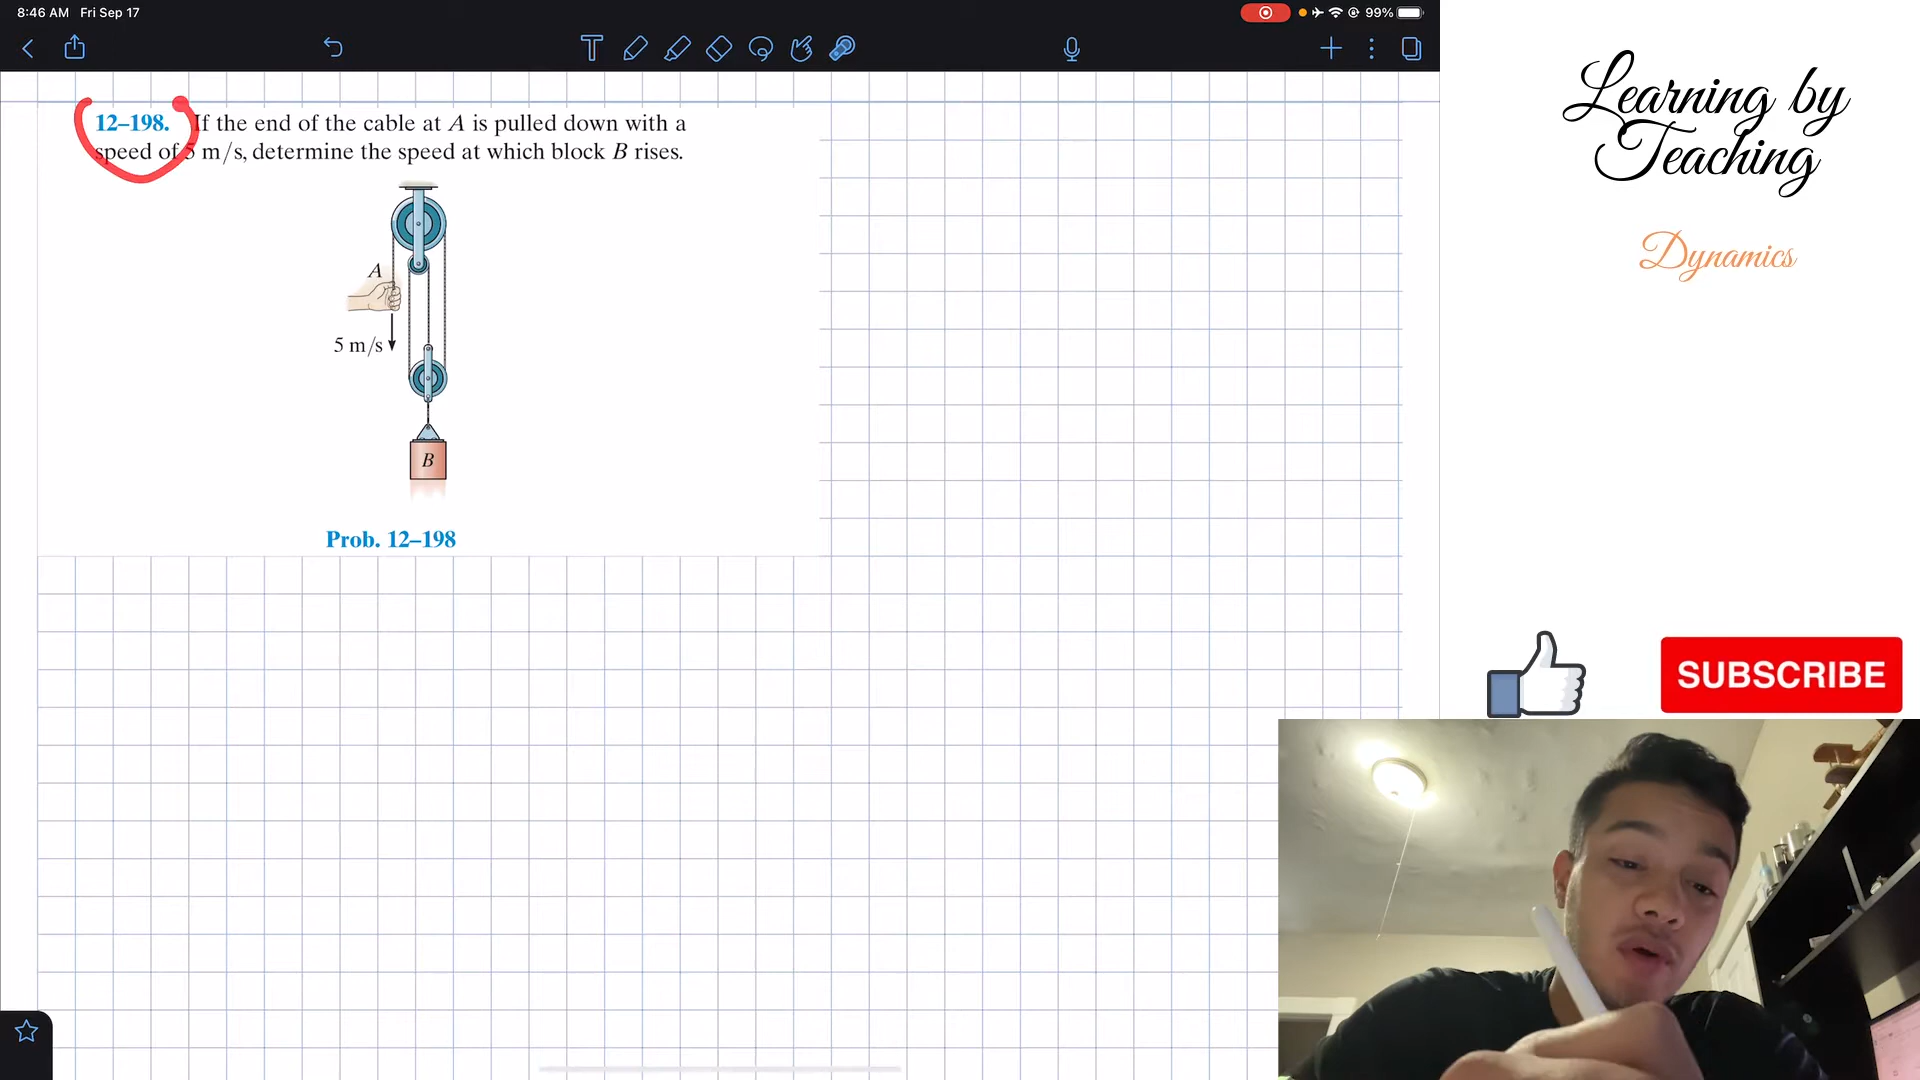 8:46 AM Fri Sep 17
99%
12–198. If the end of the cable at A is pulled down with a
speed of 5 m/s, determine the speed at which block B rises.
A
5 m/s
B
Prob. 12–198
Learning by
Teaching
Dynamics
SUBSCRIBE